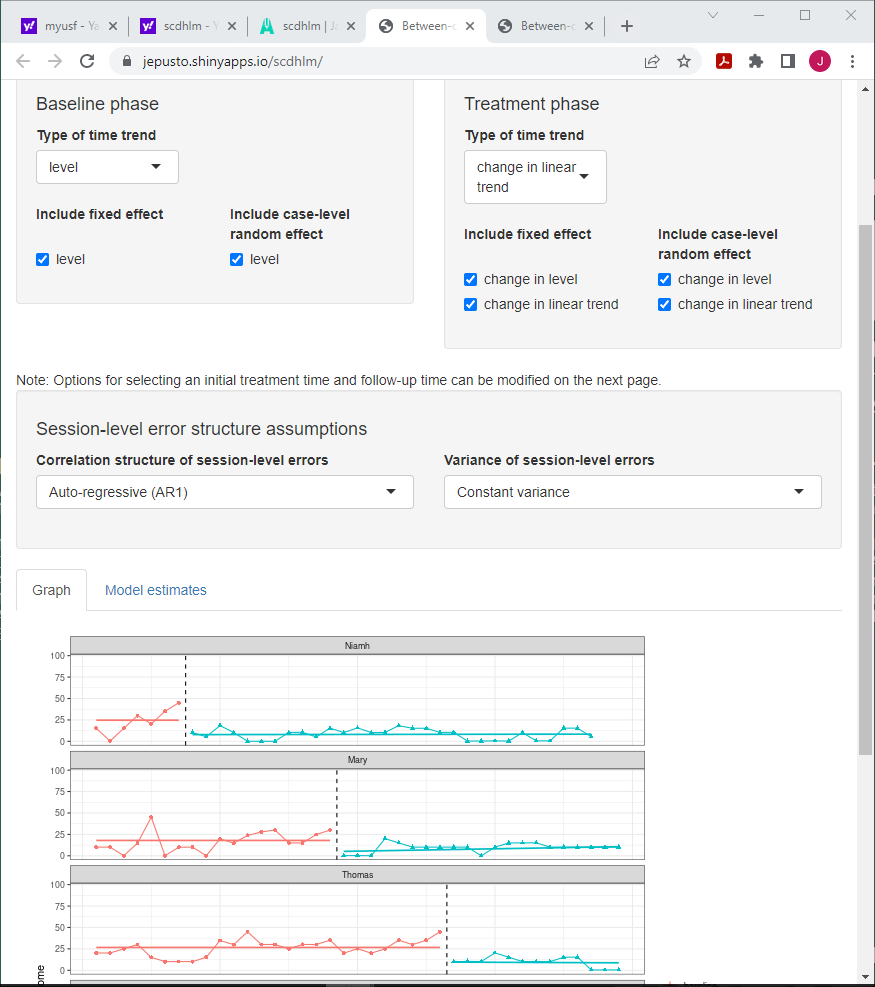 myusf - Ya
scdhlm - Y
scdhlm | Ja
Between-c
Between-c
jepusto.shinyapps.io/scdhlm/
J
Baseline phase
Type of time trend
level
Include fixed effect
Include case-level
random effect
level
level
Treatment phase
Type of time trend
change in linear
trend
Include fixed effect
Include case-level
random effect
change in level
change in level
change in linear trend
change in linear trend
Note: Options for selecting an initial treatment time and follow-up time can be modified on the next page.
Session-level error structure assumptions
Correlation structure of session-level errors
Variance of session-level errors
Auto-regressive (AR1)
Constant variance
Graph
Model estimates
Niamh
100
75
50
25
0
Mary
100
75
50
25
0
Thomas
100
75
50
25
0
ome